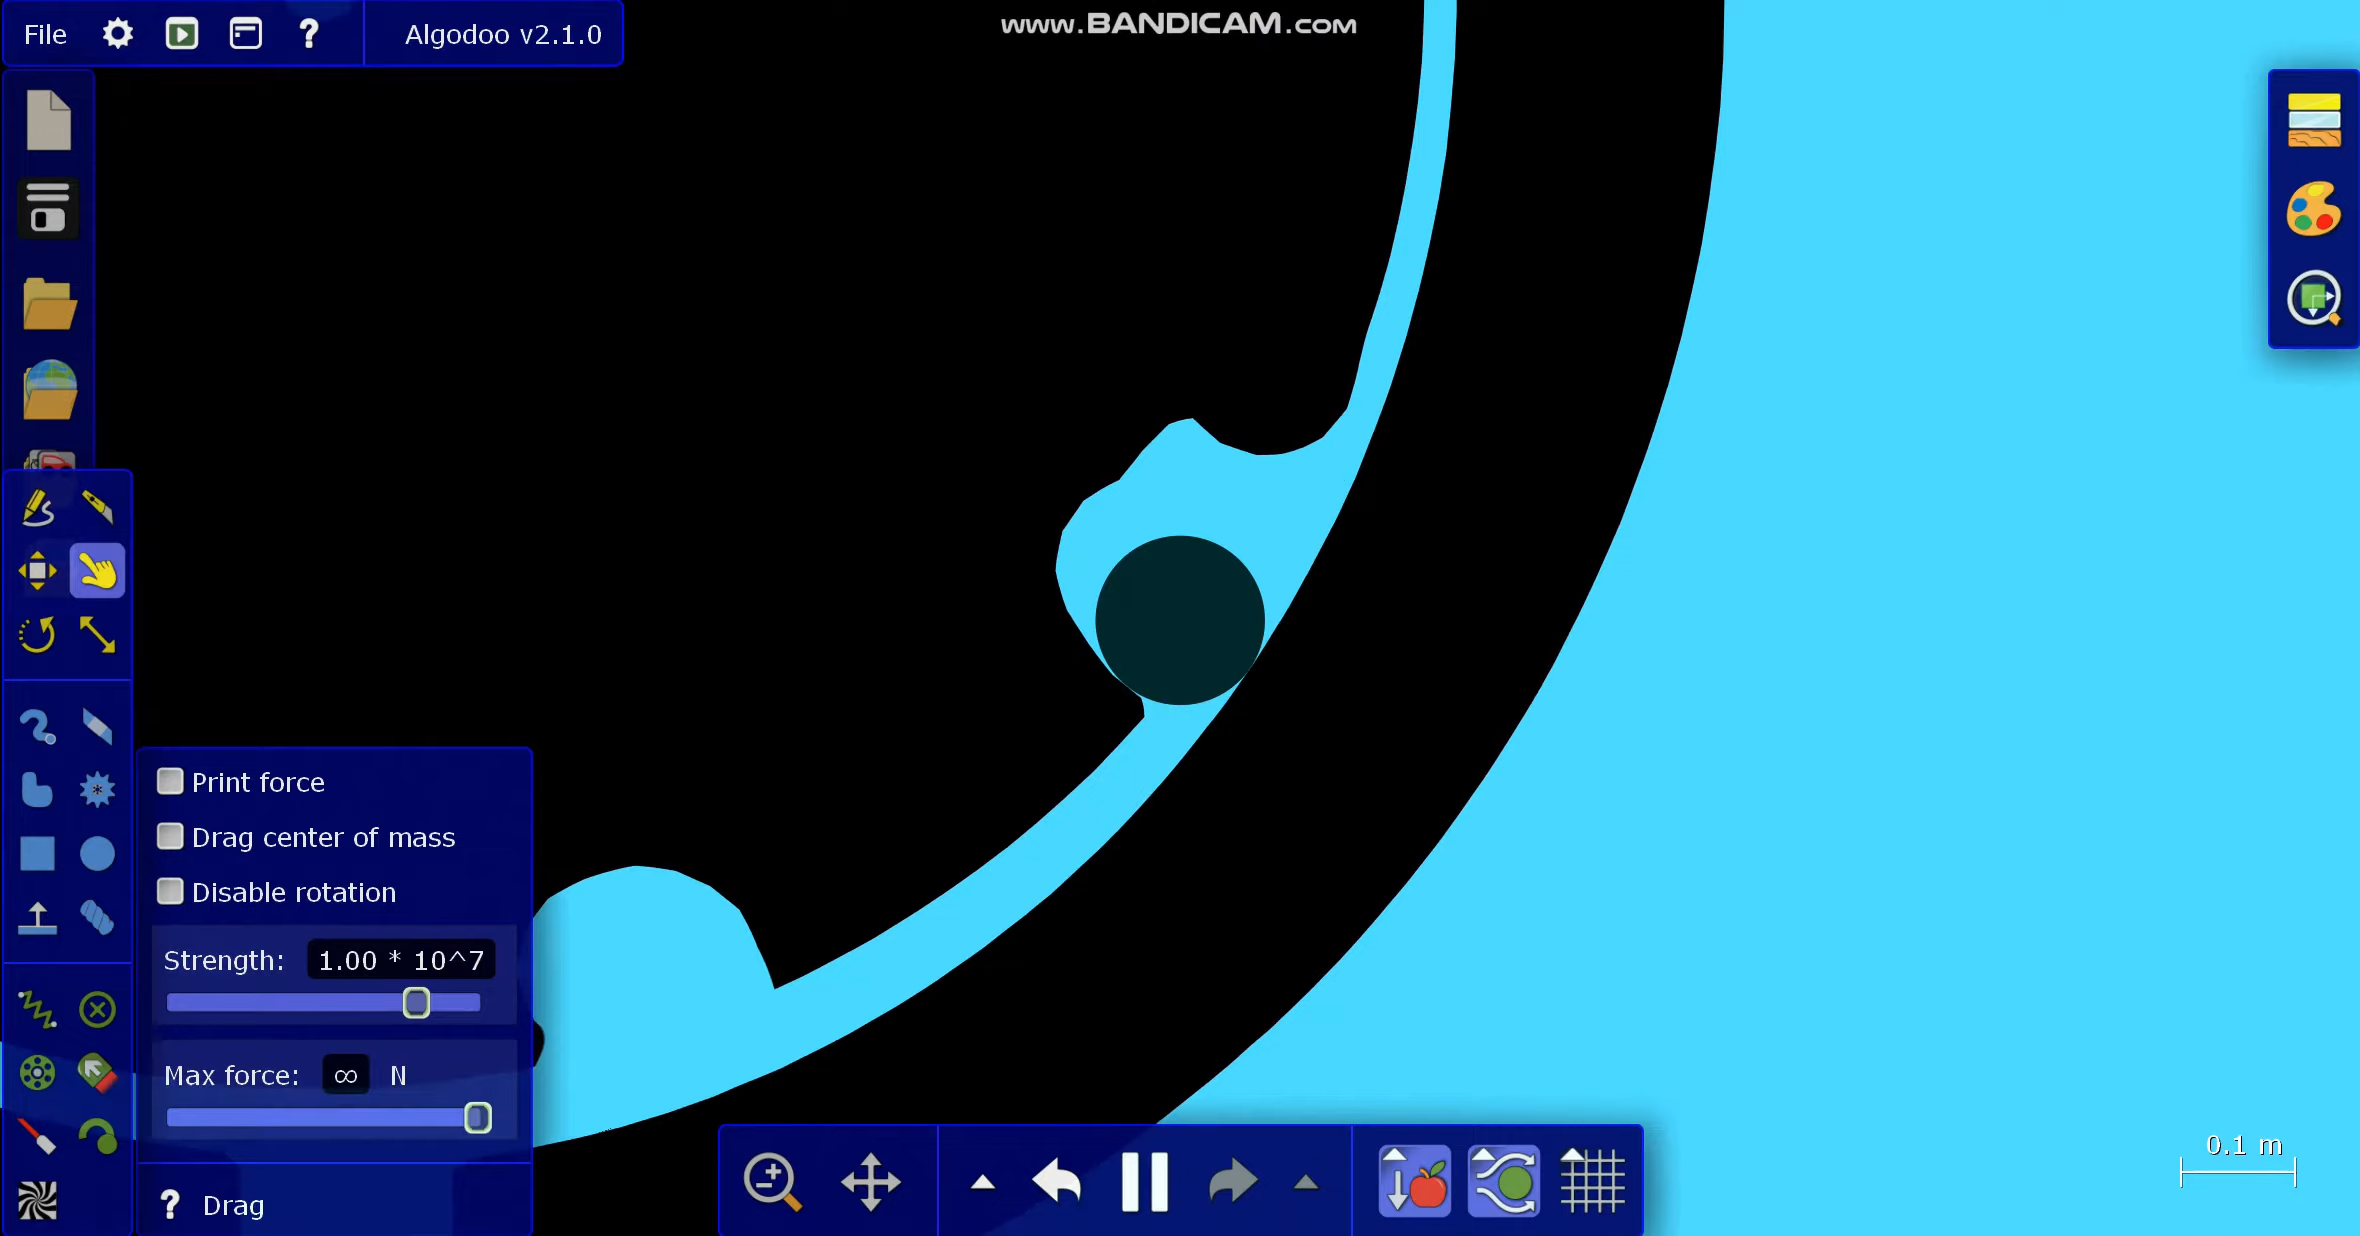 File
?
Algodoo v2.1.0
www.BANDICAM.com
Print force
Drag center of mass
Disable rotation
Strength: 1.00 * 10^7
Max force: ∞ N
? Drag
0.1 m